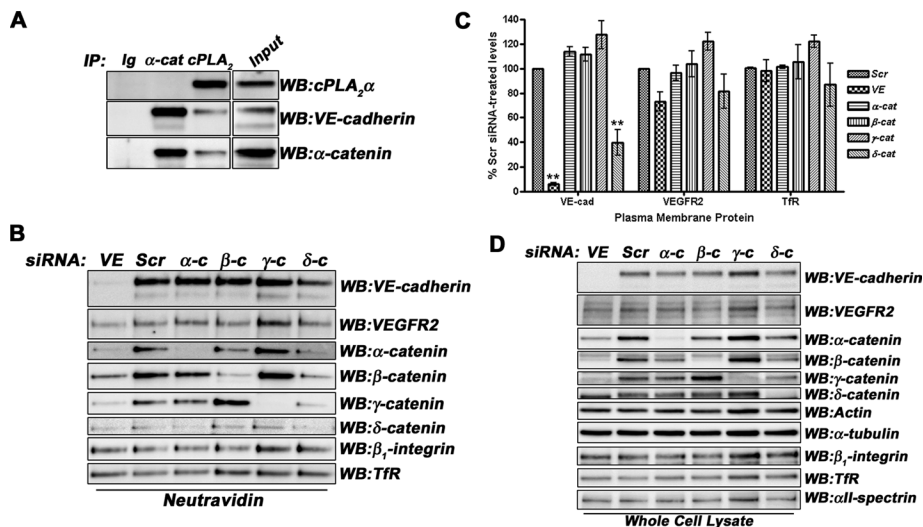 A
IP: Ig α-cat cPLA2 Input
WB:cPLA2α
WB:VE-cadherin
WB:α-catenin
B
siRNA: VE Scr α-c β-c γ-c δ-c
WB:VE-cadherin
WB:VEGFR2
WB:α-catenin
WB:β-catenin
WB:γ-catenin
WB:δ-catenin
WB:β1-integrin
WB:TfR
Neutravidin
C
% Scr siRNA-treated levels
140
120
100
80
60
40
20
0
** **
VE-cad VEGFR2 TfR
Plasma Membrane Protein
Scr
VE
α-cat
β-cat
γ-cat
δ-cat
D
siRNA: VE Scr α-c β-c γ-c δ-c
WB:VE-cadherin
WB:VEGFR2
WB:α-catenin
WB:β-catenin
WB:γ-catenin
WB:δ-catenin
WB:Actin
WB:α-tubulin
WB:β1-integrin
WB:TfR
WB:αII-spectrin
Whole Cell Lysate